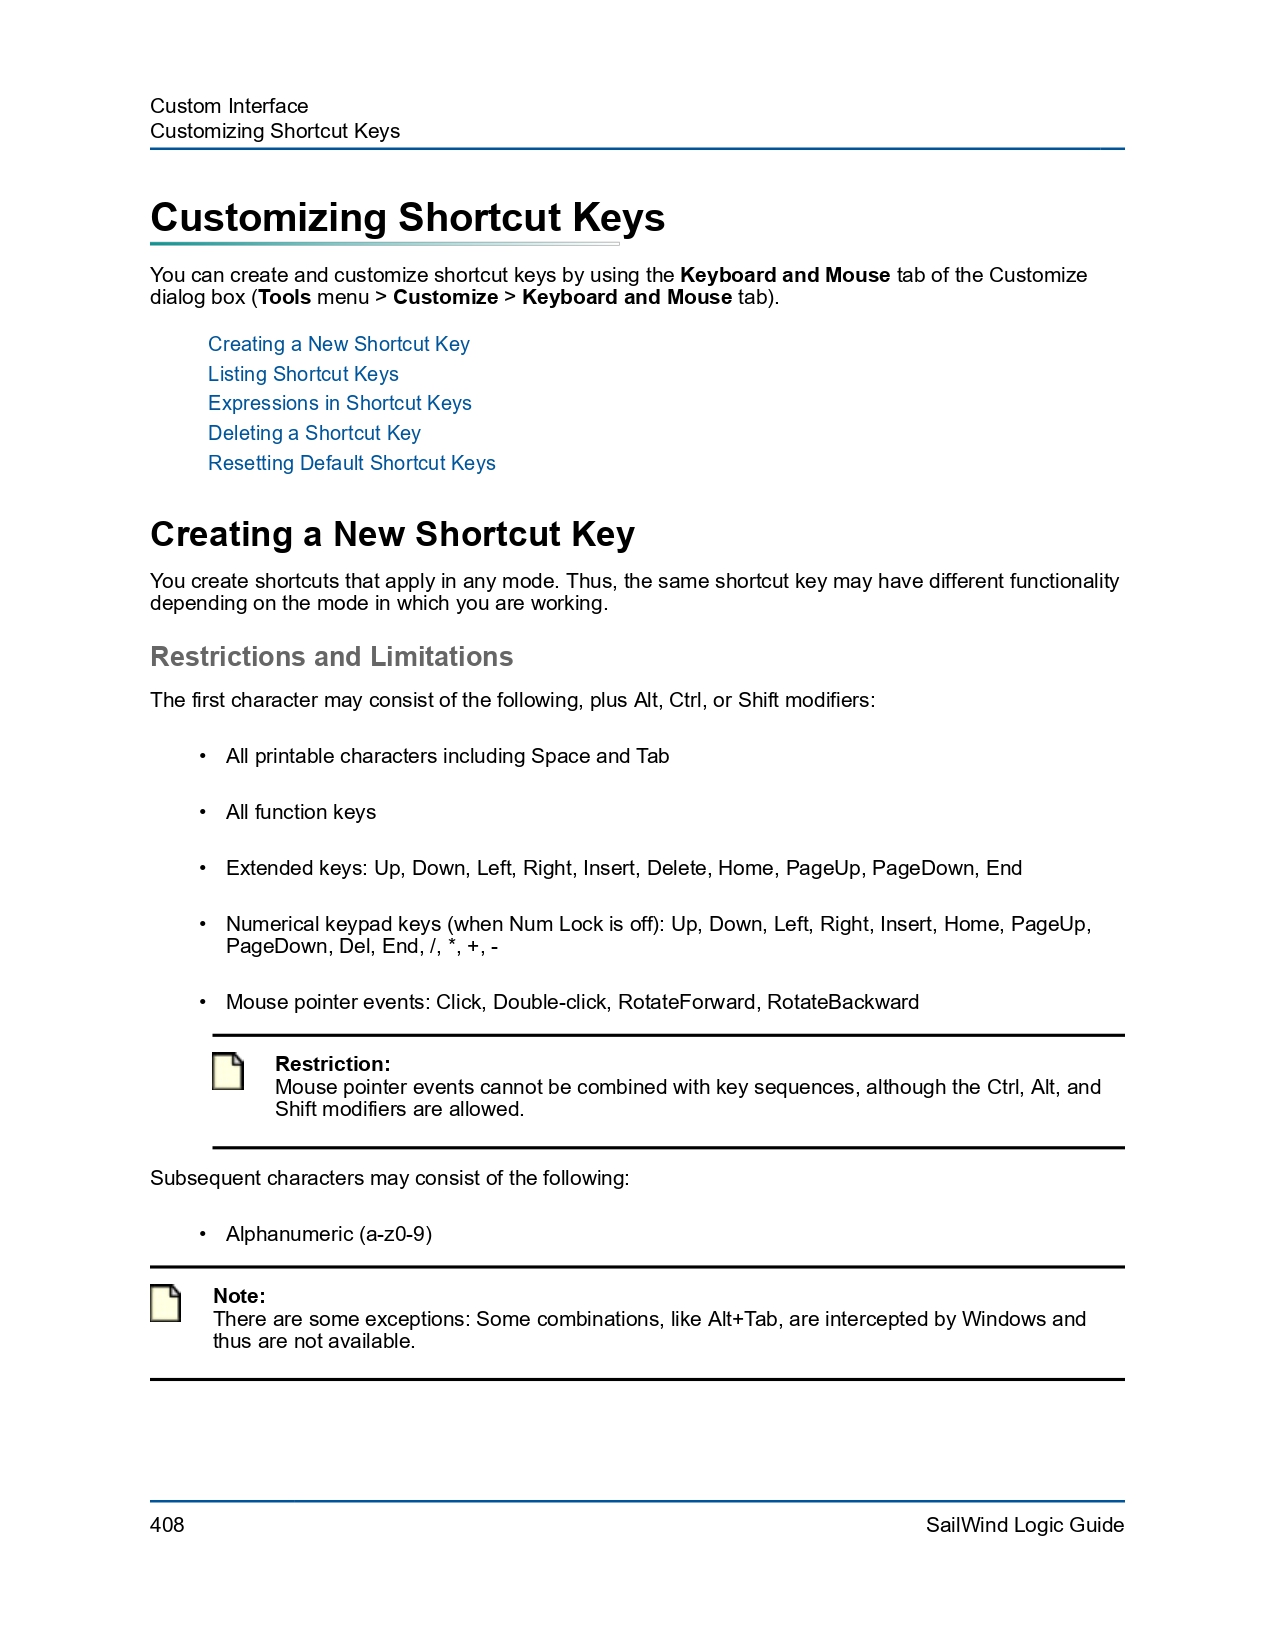 Custom Interface
Customizing Shortcut Keys
Customizing Shortcut Keys
You can create and customize shortcut keys by using the Keyboard and Mouse tab of the Customize
dialog box (Tools menu > Customize > Keyboard and Mouse tab).
Creating a New Shortcut Key
Listing Shortcut Keys
Expressions in Shortcut Keys
Deleting a Shortcut Key
Resetting Default Shortcut Keys
Creating a New Shortcut Key
You create shortcuts that apply in any mode. Thus, the same shortcut key may have different functionality
depending on the mode in which you are working.
Restrictions and Limitations
The first character may consist of the following, plus Alt, Ctrl, or Shift modifiers:
• All printable characters including Space and Tab
• All function keys
• Extended keys: Up, Down, Left, Right, Insert, Delete, Home, PageUp, PageDown, End
• Numerical keypad keys (when Num Lock is off): Up, Down, Left, Right, Insert, Home, PageUp,
PageDown, Del, End, /, *, +, -
• Mouse pointer events: Click, Double-click, RotateForward, RotateBackward
Restriction:
Mouse pointer events cannot be combined with key sequences, although the Ctrl, Alt, and
Shift modifiers are allowed.
Subsequent characters may consist of the following:
• Alphanumeric (a-z0-9)
Note:
There are some exceptions: Some combinations, like Alt+Tab, are intercepted by Windows and
thus are not available.
408
SailWind Logic Guide